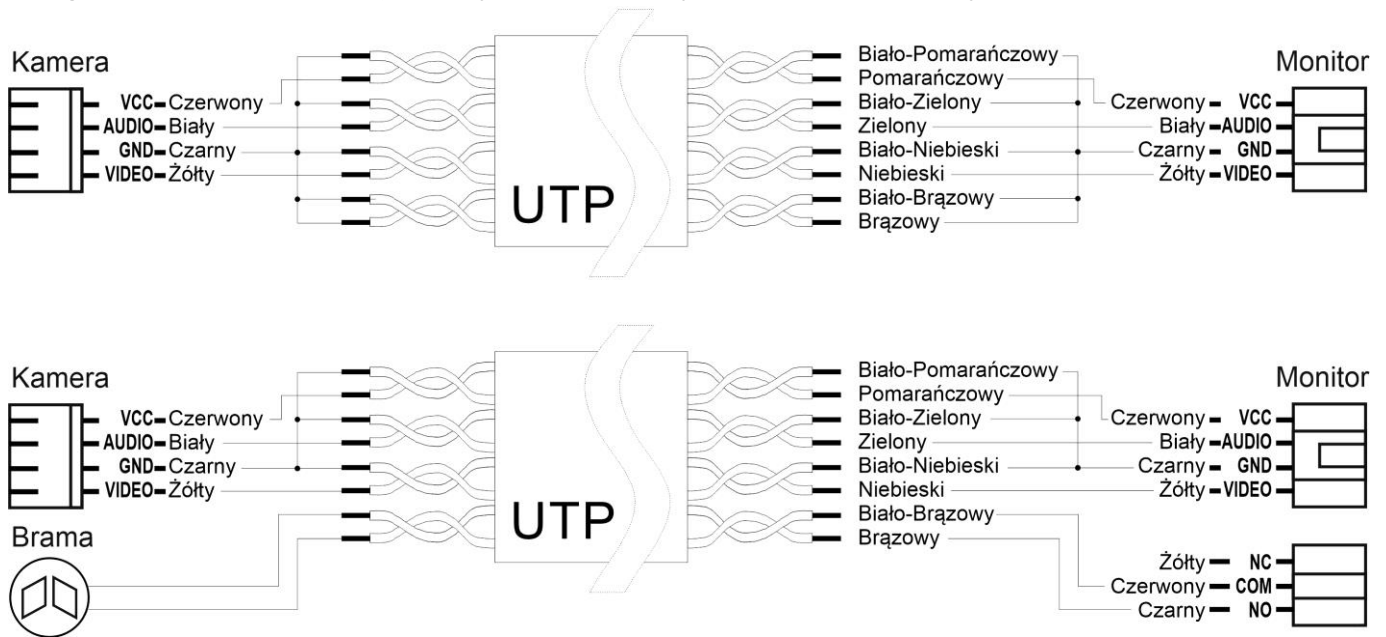 Kamera
VCC Czerwony
AUDIO Biały
GND Czarny
VIDEO Żółty
UTP
Biało-Pomarańczowy
Pomarańczowy
Biało-Zielony
Zielony
Biało-Niebieski
Niebieski
Biało-Brązowy
Brązowy
Monitor
Czerwony VCC
Biały AUDIO
Czarny GND
Żółty VIDEO
Kamera
VCC Czerwony
AUDIO Biały
GND Czarny
VIDEO Żółty
Brama
UTP
Biało-Pomarańczowy
Pomarańczowy
Biało-Zielony
Zielony
Biało-Niebieski
Niebieski
Biało-Brązowy
Brązowy
Monitor
Czerwony VCC
Biały AUDIO
Czarny GND
Żółty VIDEO
Żółty NC
Czerwony COM
Czarny NO